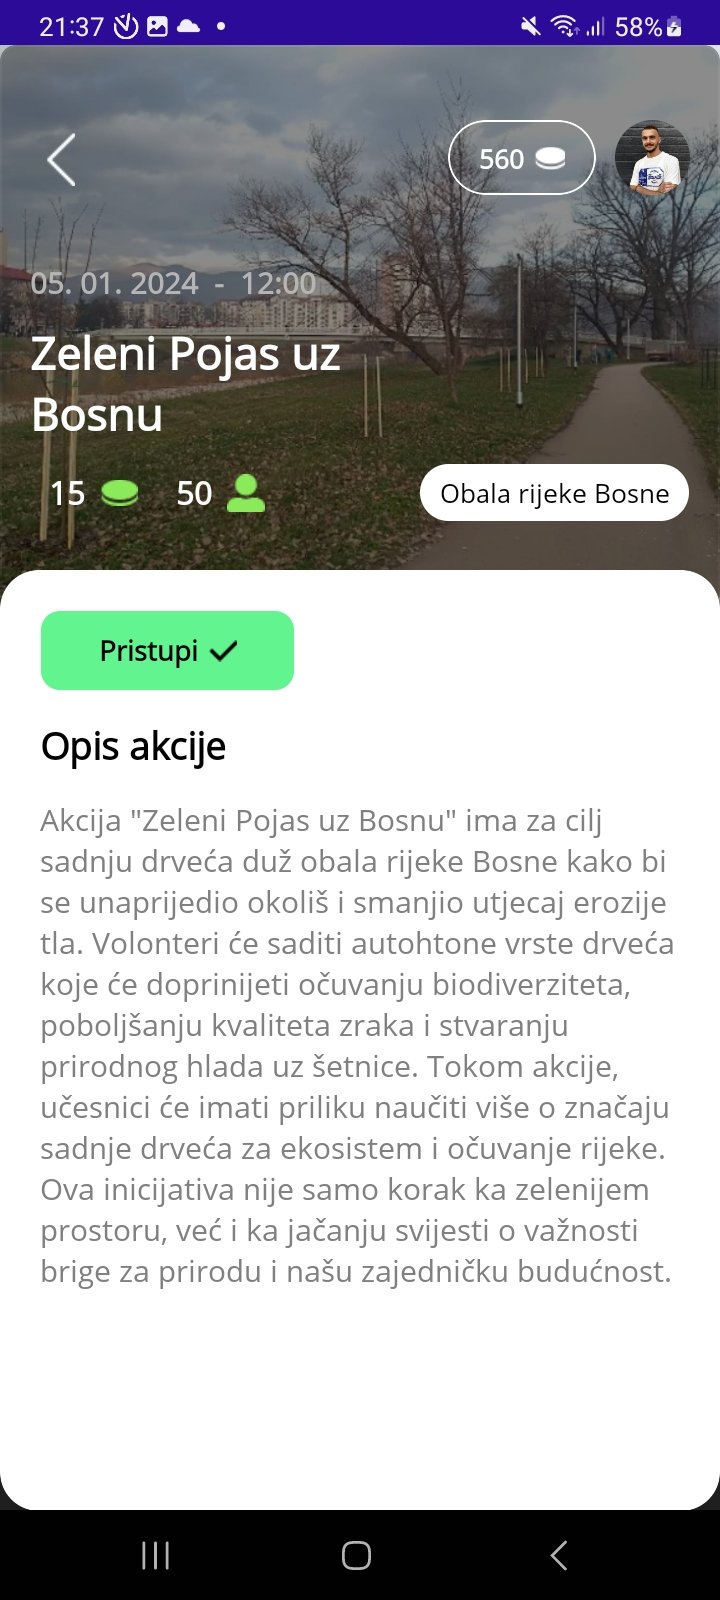 21:37
58%
560
05. 01. 2024 - 12:00
Zeleni Pojas uz
Bosnu
15
50
Obala rijeke Bosne
Pristupi
Opis akcije
Akcija "Zeleni Pojas uz Bosnu" ima za cilj
sadnju drveća duž obala rijeke Bosne kako bi
se unaprijedio okoliš i smanjio utjecaj erozije
tla. Volonteri će saditi autohtone vrste drveća
koje će doprinijeti očuvanju biodiverziteta,
poboljšanju kvaliteta zraka i stvaranju
prirodnog hlada uz šetnice. Tokom akcije,
učesnici će imati priliku naučiti više o značaju
sadnje drveća za ekosistem i očuvanje rijeke.
Ova inicijativa nije samo korak ka zelenijem
prostoru, već i ka jačanju svijesti o važnosti
brige za prirodu i našu zajedničku budućnost.